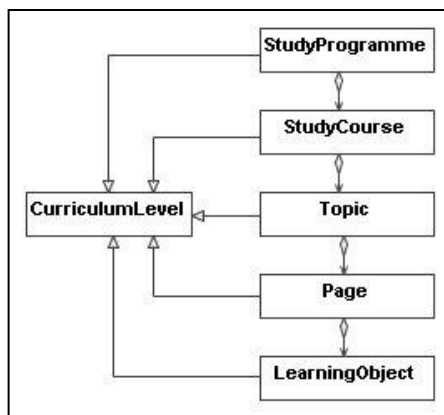 StudyProgramme
StudyCourse
CurriculumLevel
Topic
Page
LearningObject